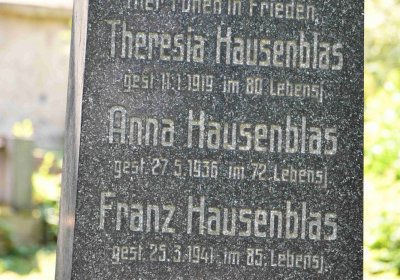 Hier ruhen in Frieden,
Theresia Hausenblas
gest. 11.1.1919 im 80. Lebensj.
Anna Hausenblas
gest. 27.5.1936 im 72. Lebensj.
Franz Hausenblas
gest. 25.3.1941 im 85. Lebensj.